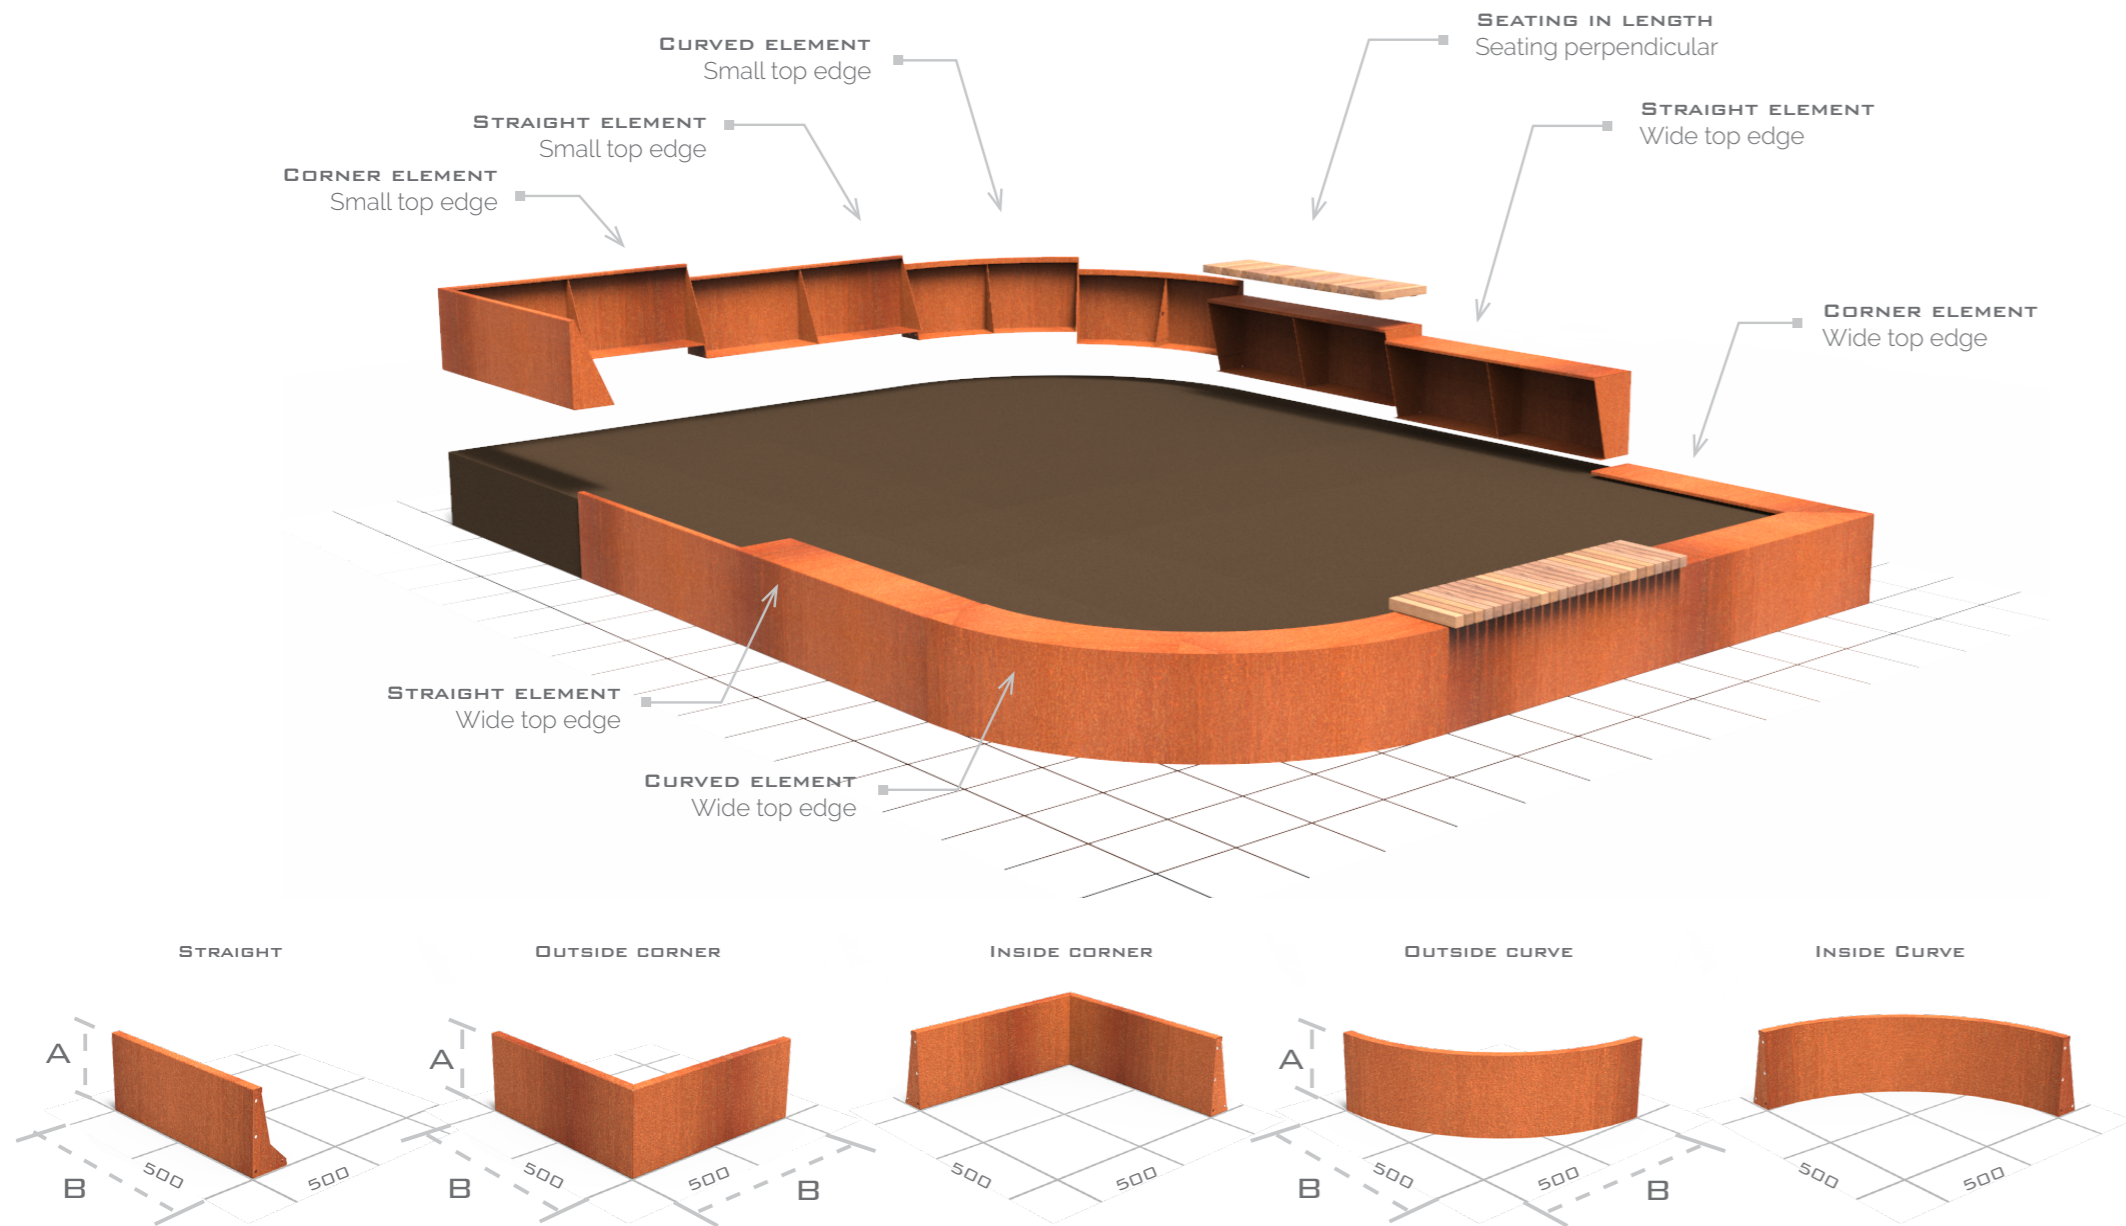 SEATING IN LENGTH
Seating perpendicular
CURVED ELEMENT
Small top edge
STRAIGHT ELEMENT
Wide top edge
STRAIGHT ELEMENT
Small top edge
CORNER ELEMENT
Small top edge
CORNER ELEMENT
Wide top edge
STRAIGHT ELEMENT
Wide top edge
CURVED ELEMENT
Wide top edge
STRAIGHT
OUTSIDE CORNER
INSIDE CORNER
OUTSIDE CURVE
INSIDE CURVE
A
B
500
500
A
B
500
500
B
500
500
A
B
500
500
B
500
500